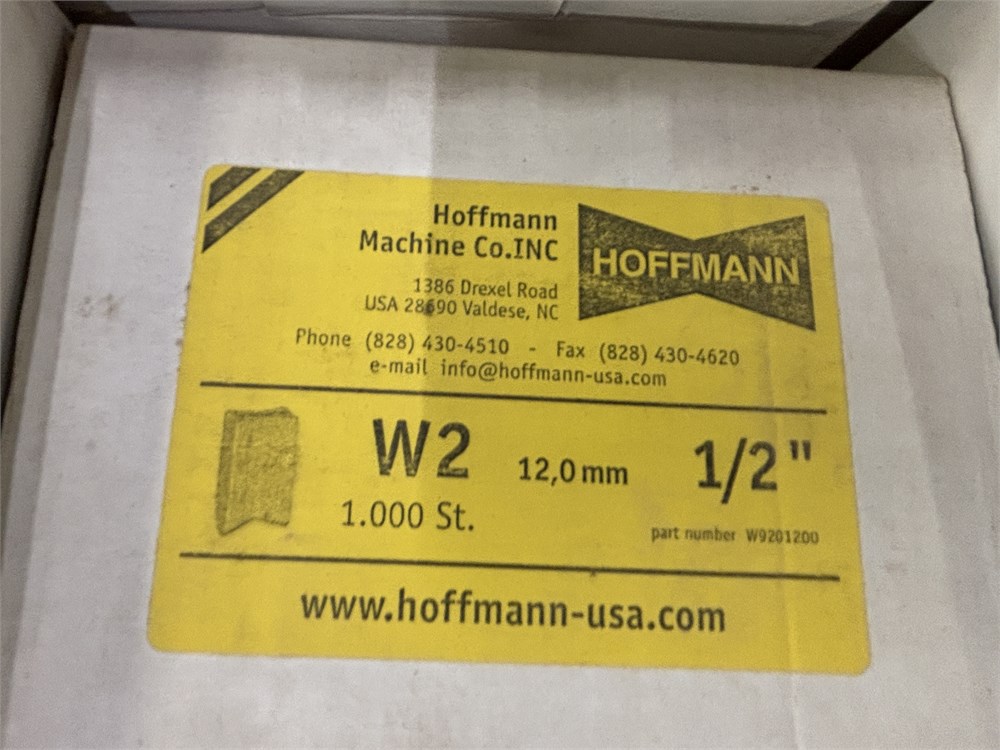 Hoffmann
Machine Co.INC
HOFFMANN
1386 Drexel Road
USA 28690 Valdese, NC
Phone (828) 430-4510 - Fax (828) 430-4620
e-mail info@hoffmann-usa.com
W2 12,0 mm 1/2"
1.000 St.
part number W9201200
www.hoffmann-usa.com